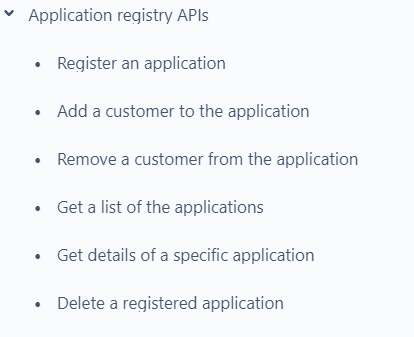 Application registry APIs
• Register an application
• Add a customer to the application
• Remove a customer from the application
• Get a list of the applications
• Get details of a specific application
• Delete a registered application